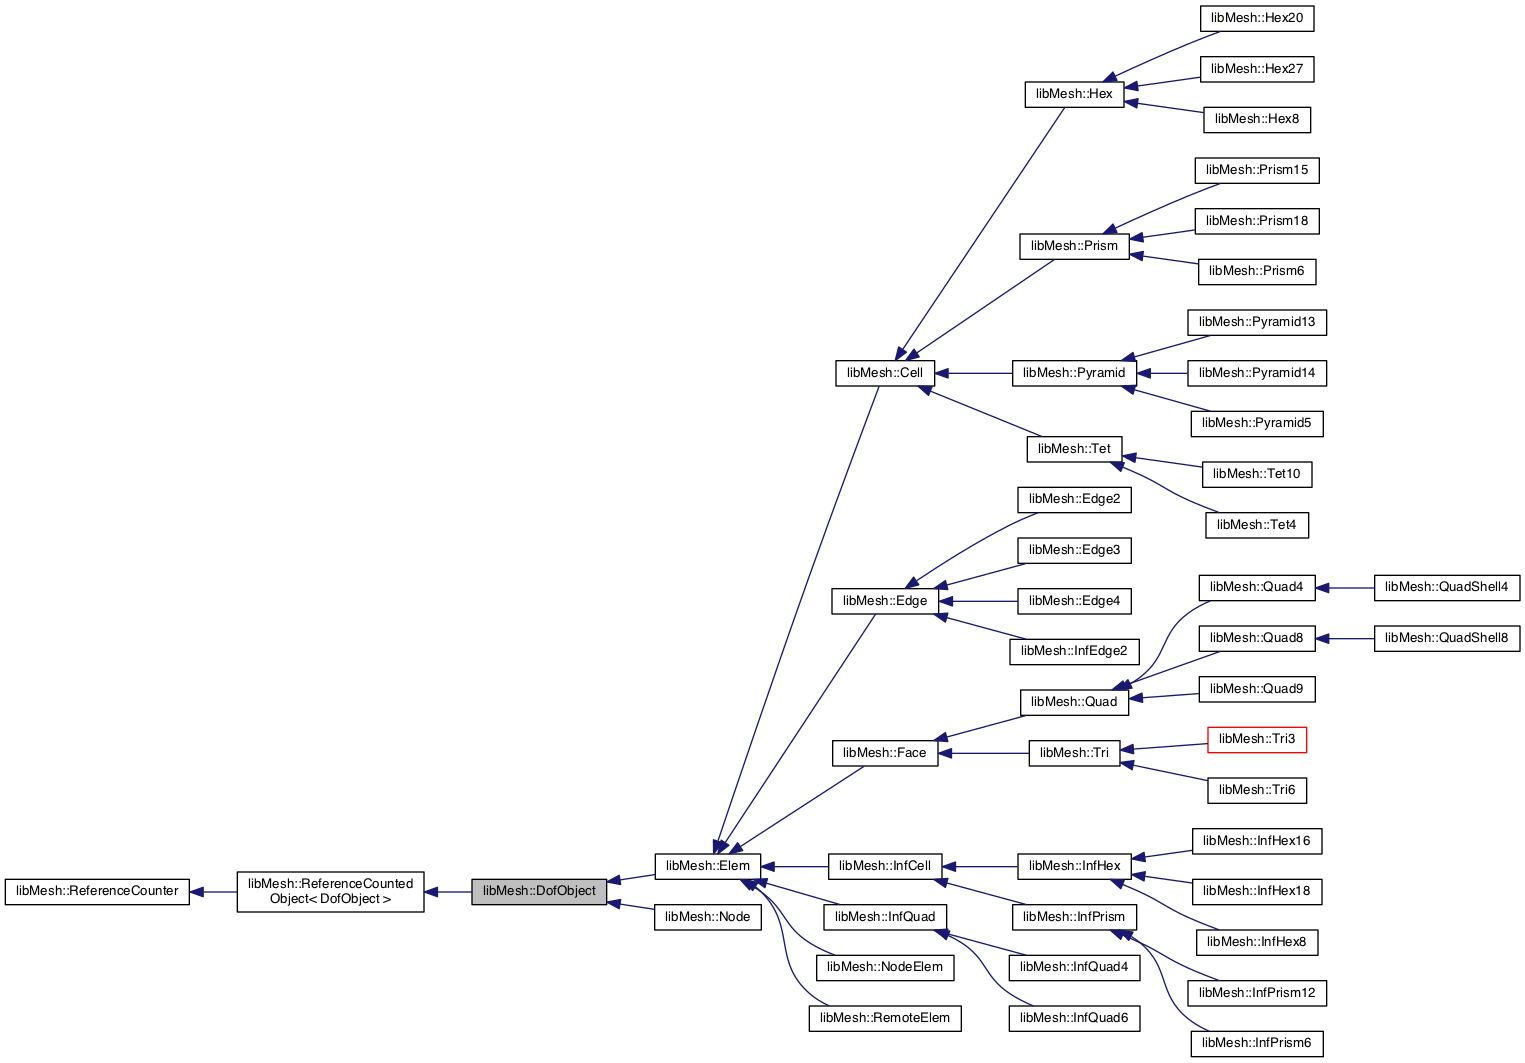 libMesh::Hex20
libMesh::Hex27
libMesh::Hex
libMesh::Hex8
libMesh::Prism15
libMesh::Prism18
libMesh::Prism
libMesh::Prism6
libMesh::Pyramid13
libMesh::Cell
libMesh::Pyramid
libMesh::Pyramid14
libMesh::Pyramid5
libMesh::Tet
libMesh::Tet10
libMesh::Edge2
libMesh::Tet4
libMesh::Edge3
libMesh::Quad4
libMesh::QuadShell4
libMesh::Edge
libMesh::Edge4
libMesh::Quad8
libMesh::QuadShell8
libMesh::InfEdge2
libMesh::Quad9
libMesh::Quad
libMesh::Tri3
libMesh::Face
libMesh::Tri
libMesh::Tri6
libMesh::InfHex16
libMesh::Elem
libMesh::InfCell
libMesh::InfHex
libMesh::ReferenceCounter
libMesh::ReferenceCounted
Object< DofObject >
libMesh::DofObject
libMesh::InfHex18
libMesh::Node
libMesh::InfQuad
libMesh::InfPrism
libMesh::InfHex8
libMesh::NodeElem
libMesh::InfQuad4
libMesh::InfPrism12
libMesh::RemoteElem
libMesh::InfQuad6
libMesh::InfPrism6